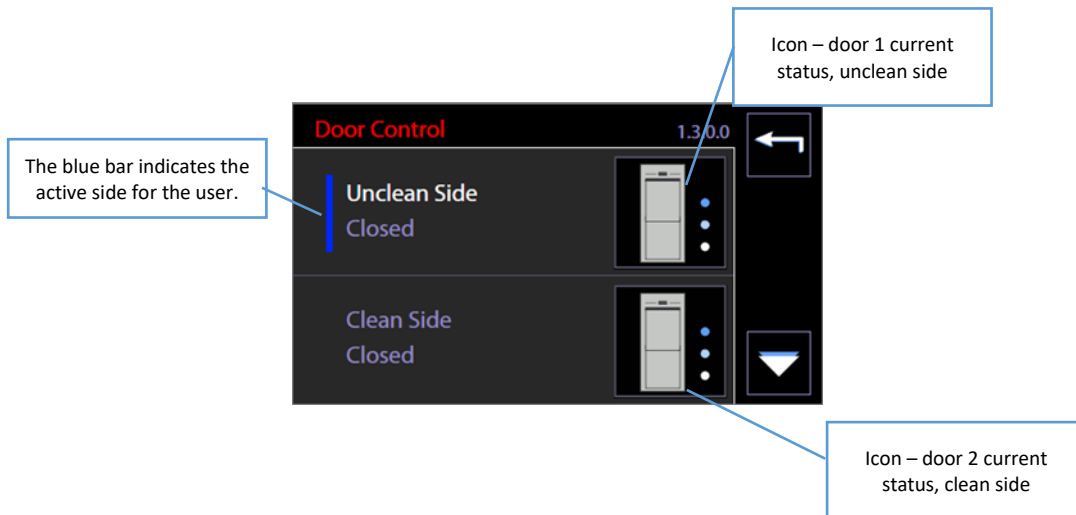 Icon – door 1 current
status, unclean side
Door Control
1.3.0.0
The blue bar indicates the
active side for the user.
Unclean Side
Closed
Clean Side
Closed
Icon – door 2 current
status, clean side